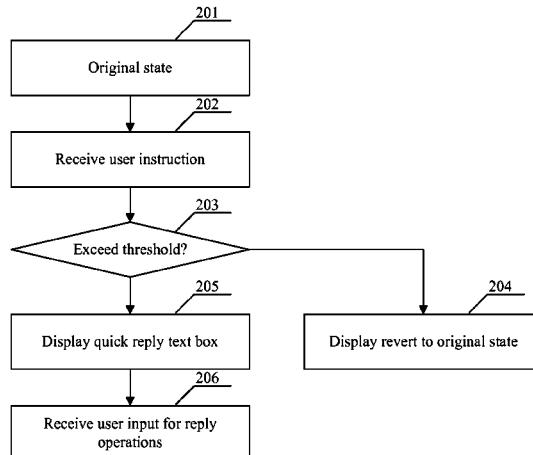 201
Original state
202
Receive user instruction
203
Exceed threshold?
205
Display quick reply text box
204
Display revert to original state
206
Receive user input for reply
operations